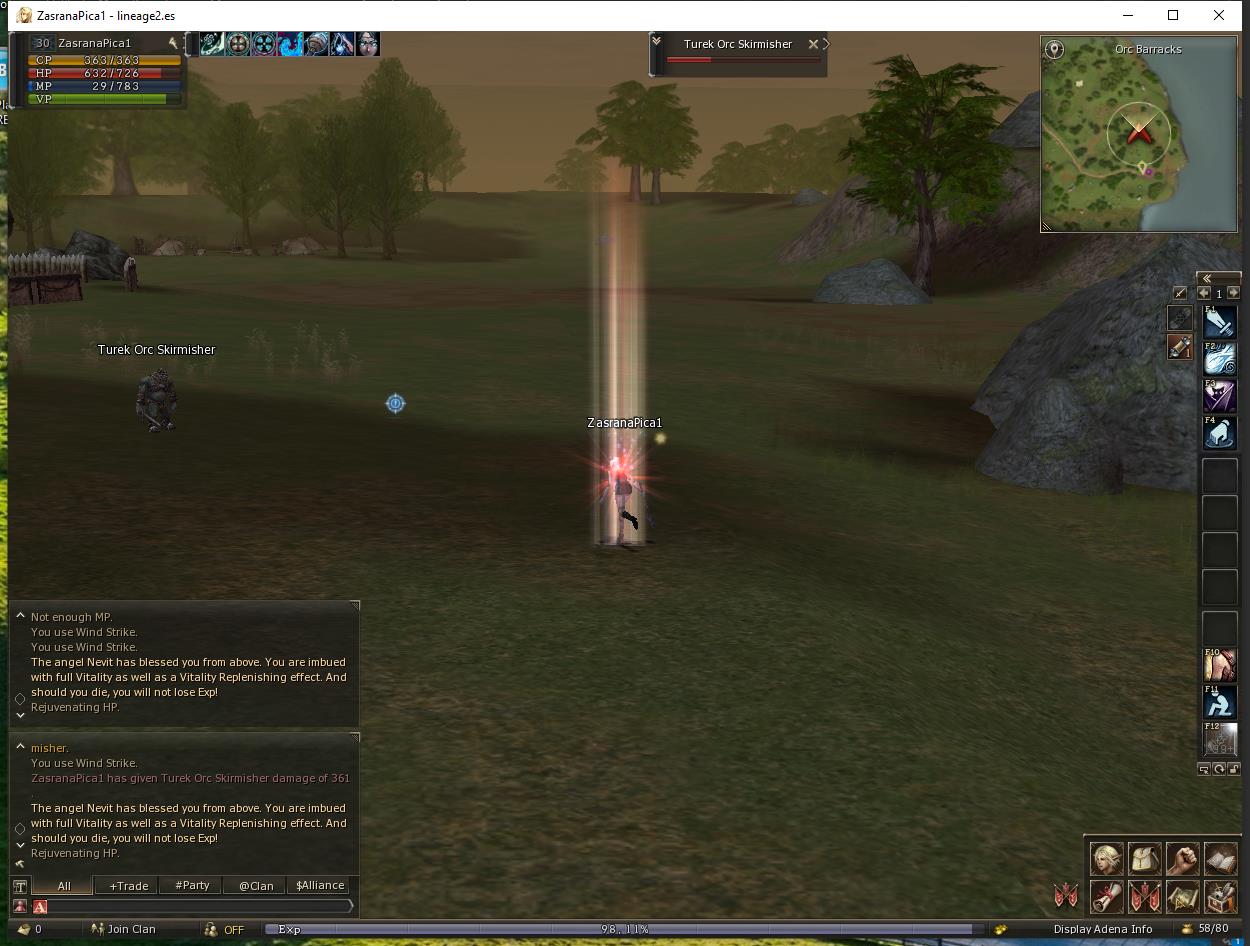 ZasranaPica1 - lineage2.es
30 ZasranaPica1
CP 363/363
HP 632/726
MP 29/783
VP
Turek Orc Skirmisher
Orc Barracks
1
F1
1
F2
F3
F4
Turek Orc Skirmisher
ZasranaPica1
Not enough MP.
You use Wind Strike.
You use Wind Strike.
The angel Nevit has blessed you from above. You are imbued
with full Vitality as well as a Vitality Replenishing effect. And
should you die, you will not lose Exp!
Rejuvenating HP.
F10
F11
F12
99+
misher.
You use Wind Strike.
ZasranaPica1 has given Turek Orc Skirmisher damage of 361
.
The angel Nevit has blessed you from above. You are imbued
with full Vitality as well as a Vitality Replenishing effect. And
should you die, you will not lose Exp!
Rejuvenating HP.
T All +Trade #Party @Clan $Alliance
A
0 Join Clan OFF Exp 98.11% Display Adena Info 58/80